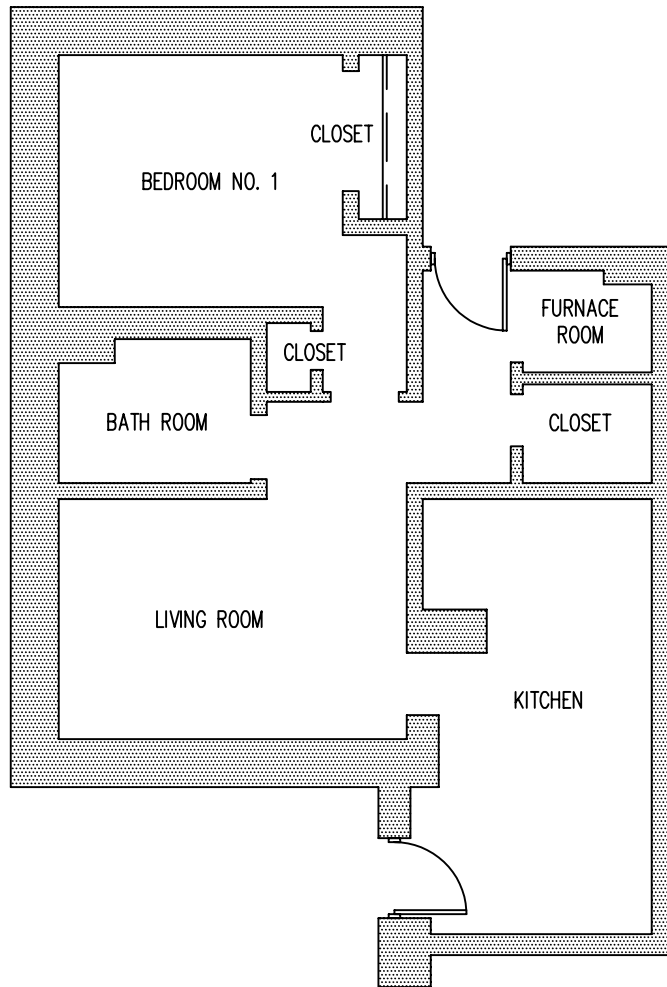 CLOSET
BEDROOM NO. 1
FURNACE
ROOM
CLOSET
BATH ROOM
CLOSET
LIVING ROOM
KITCHEN